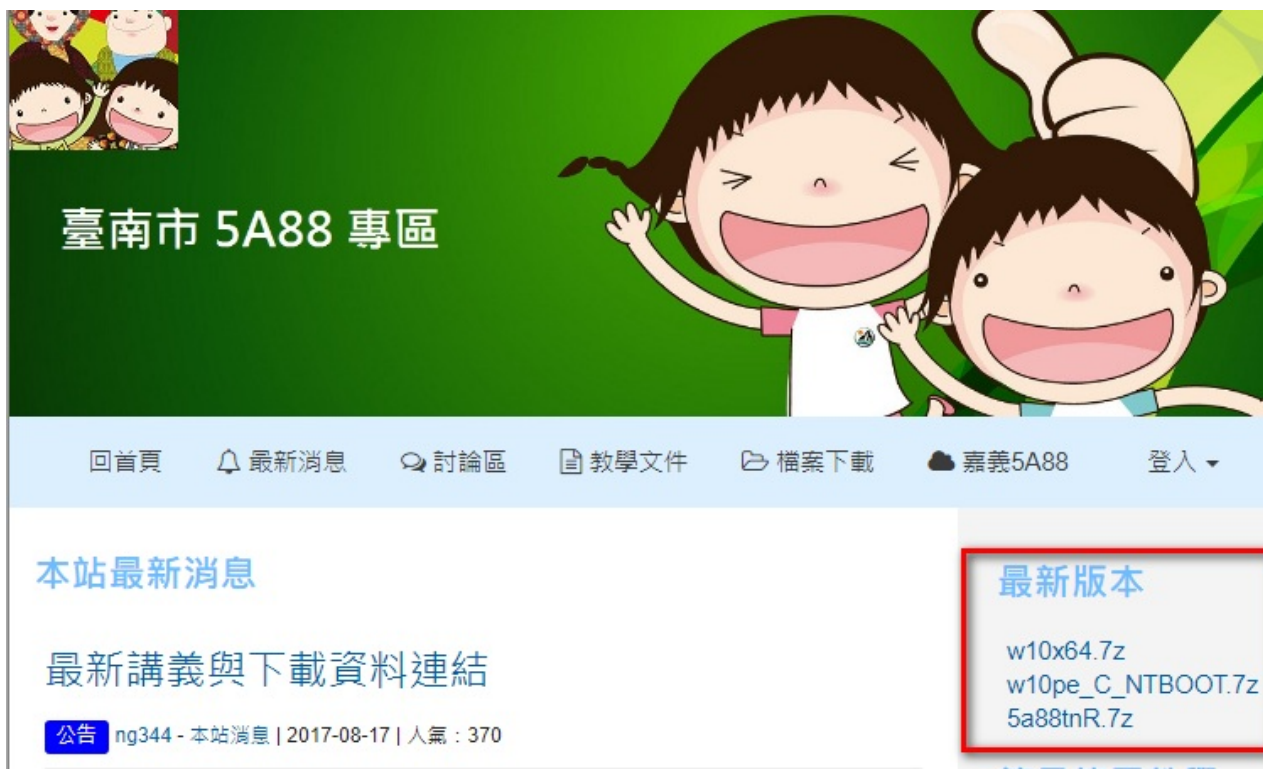 臺南市 5A88 專區
回首頁 最新消息 討論區 教學文件 檔案下載 嘉義5A88 登入
本站最新消息
最新講義與下載資料連結
公告 ng344 - 本站消息 | 2017-08-17 | 人氣：370
最新版本
w10x64.7z
w10pe_C_NTBOOT.7z
5a88tnR.7z